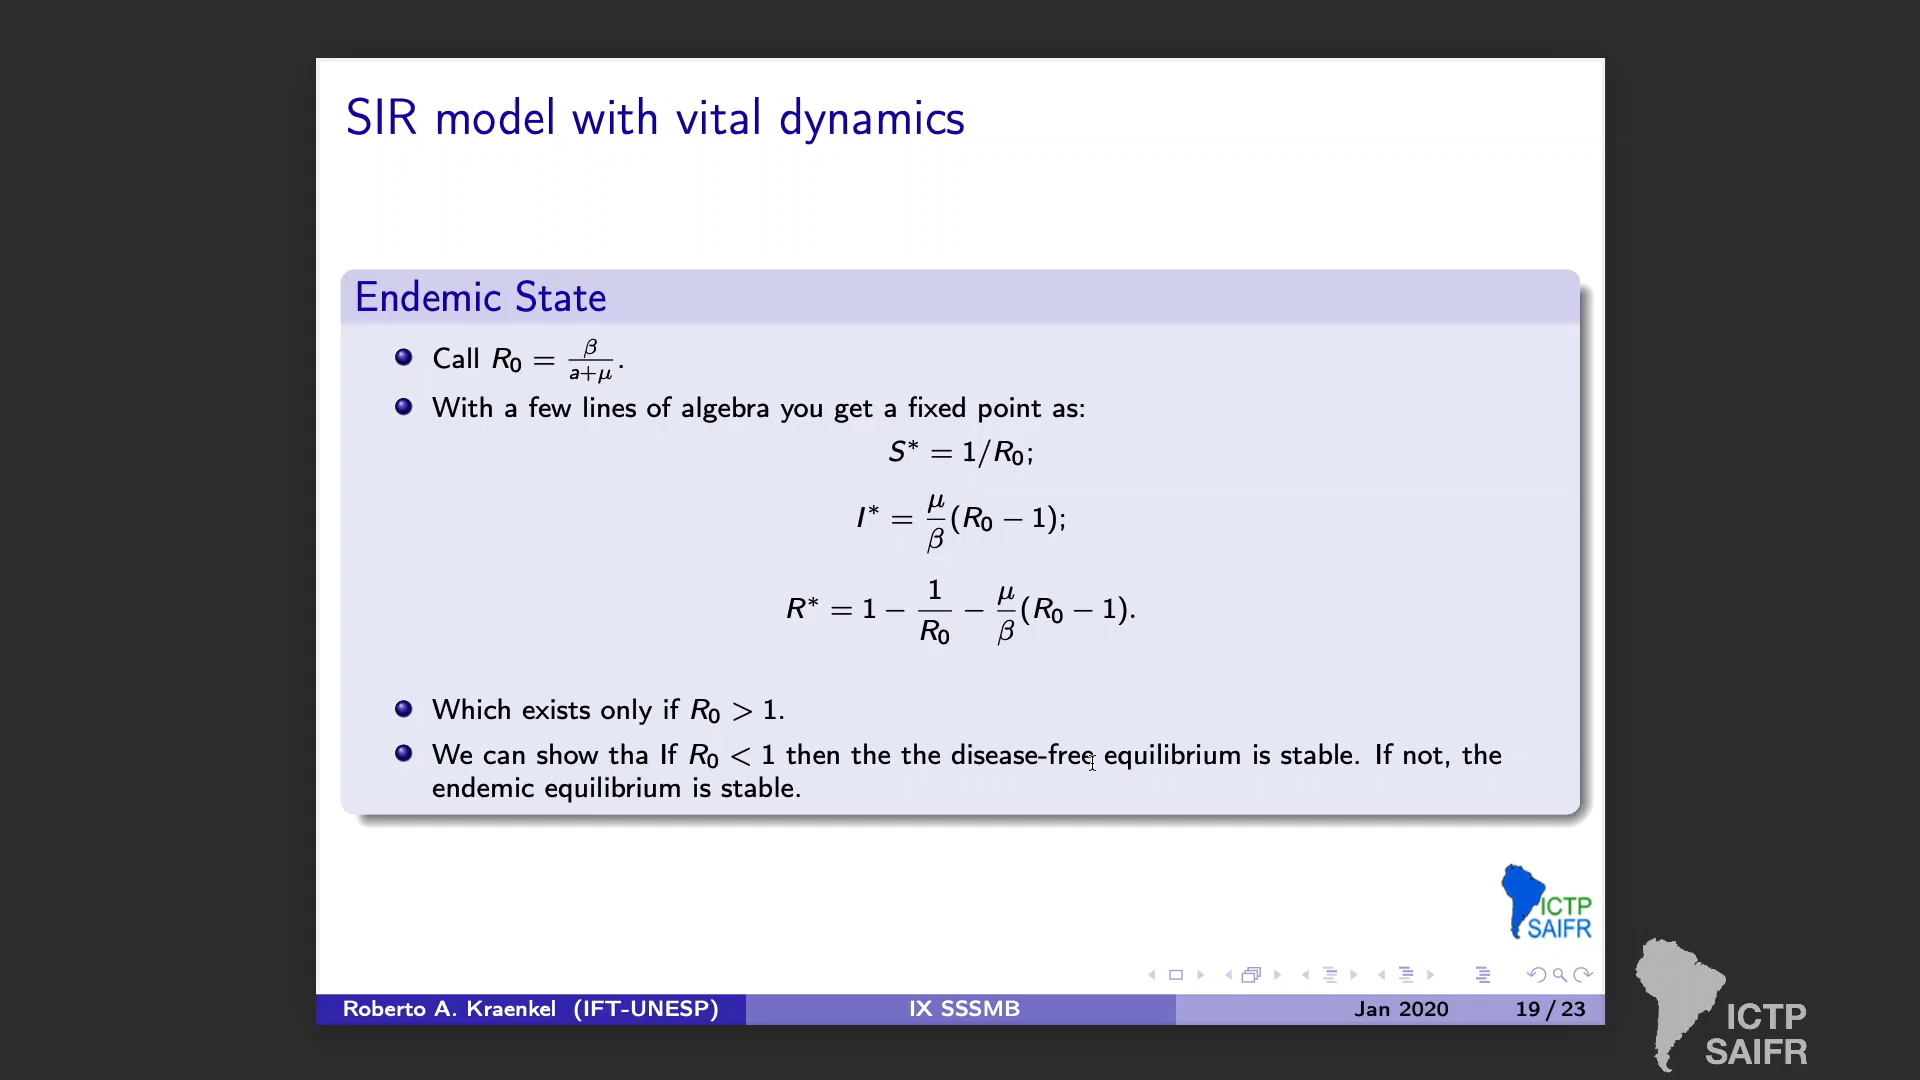 SIR model with vital dynamics
Endemic State
Call R₀ = β/(a+μ).
With a few lines of algebra you get a fixed point as:
S* = 1/R₀;
I* = μ/β (R₀ − 1);
R* = 1 − 1/R₀ − μ/β (R₀ − 1).
Which exists only if R₀ > 1.
We can show tha If R₀ < 1 then the the disease-free equilibrium is stable. If not, the
endemic equilibrium is stable.
ICTP
SAIFR
Roberto A. Kraenkel (IFT-UNESP) IX SSSMB Jan 2020 19 / 23
ICTP
SAIFR